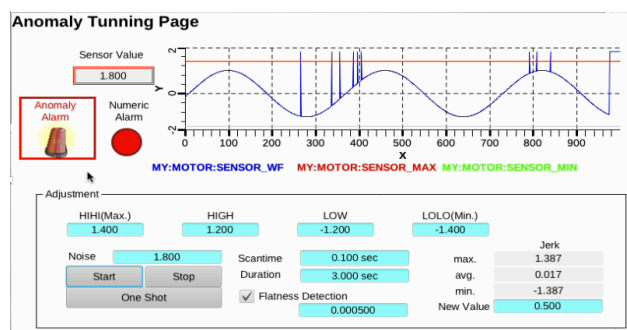 Anomaly Tunning Page
Sensor Value
1.800
Anomaly Alarm
Numeric Alarm
Y
2
0
-2
0 100 200 300 400 500 600 700 800 900
X
MY:MOTOR:SENSOR_WF MY:MOTOR:SENSOR_MAX MY:MOTOR:SENSOR_MIN
Adjustment
HIHI(Max.) HIGH LOW LOLO(Min.)
1.400 1.200 -1.200 -1.400
Noise 1.800
Start Stop
One Shot
Scantime 0.100 sec
Duration 3.000 sec
Flatness Detection
0.000500
Jerk
max. 1.387
avg. 0.017
min. -1.387
New Value 0.500